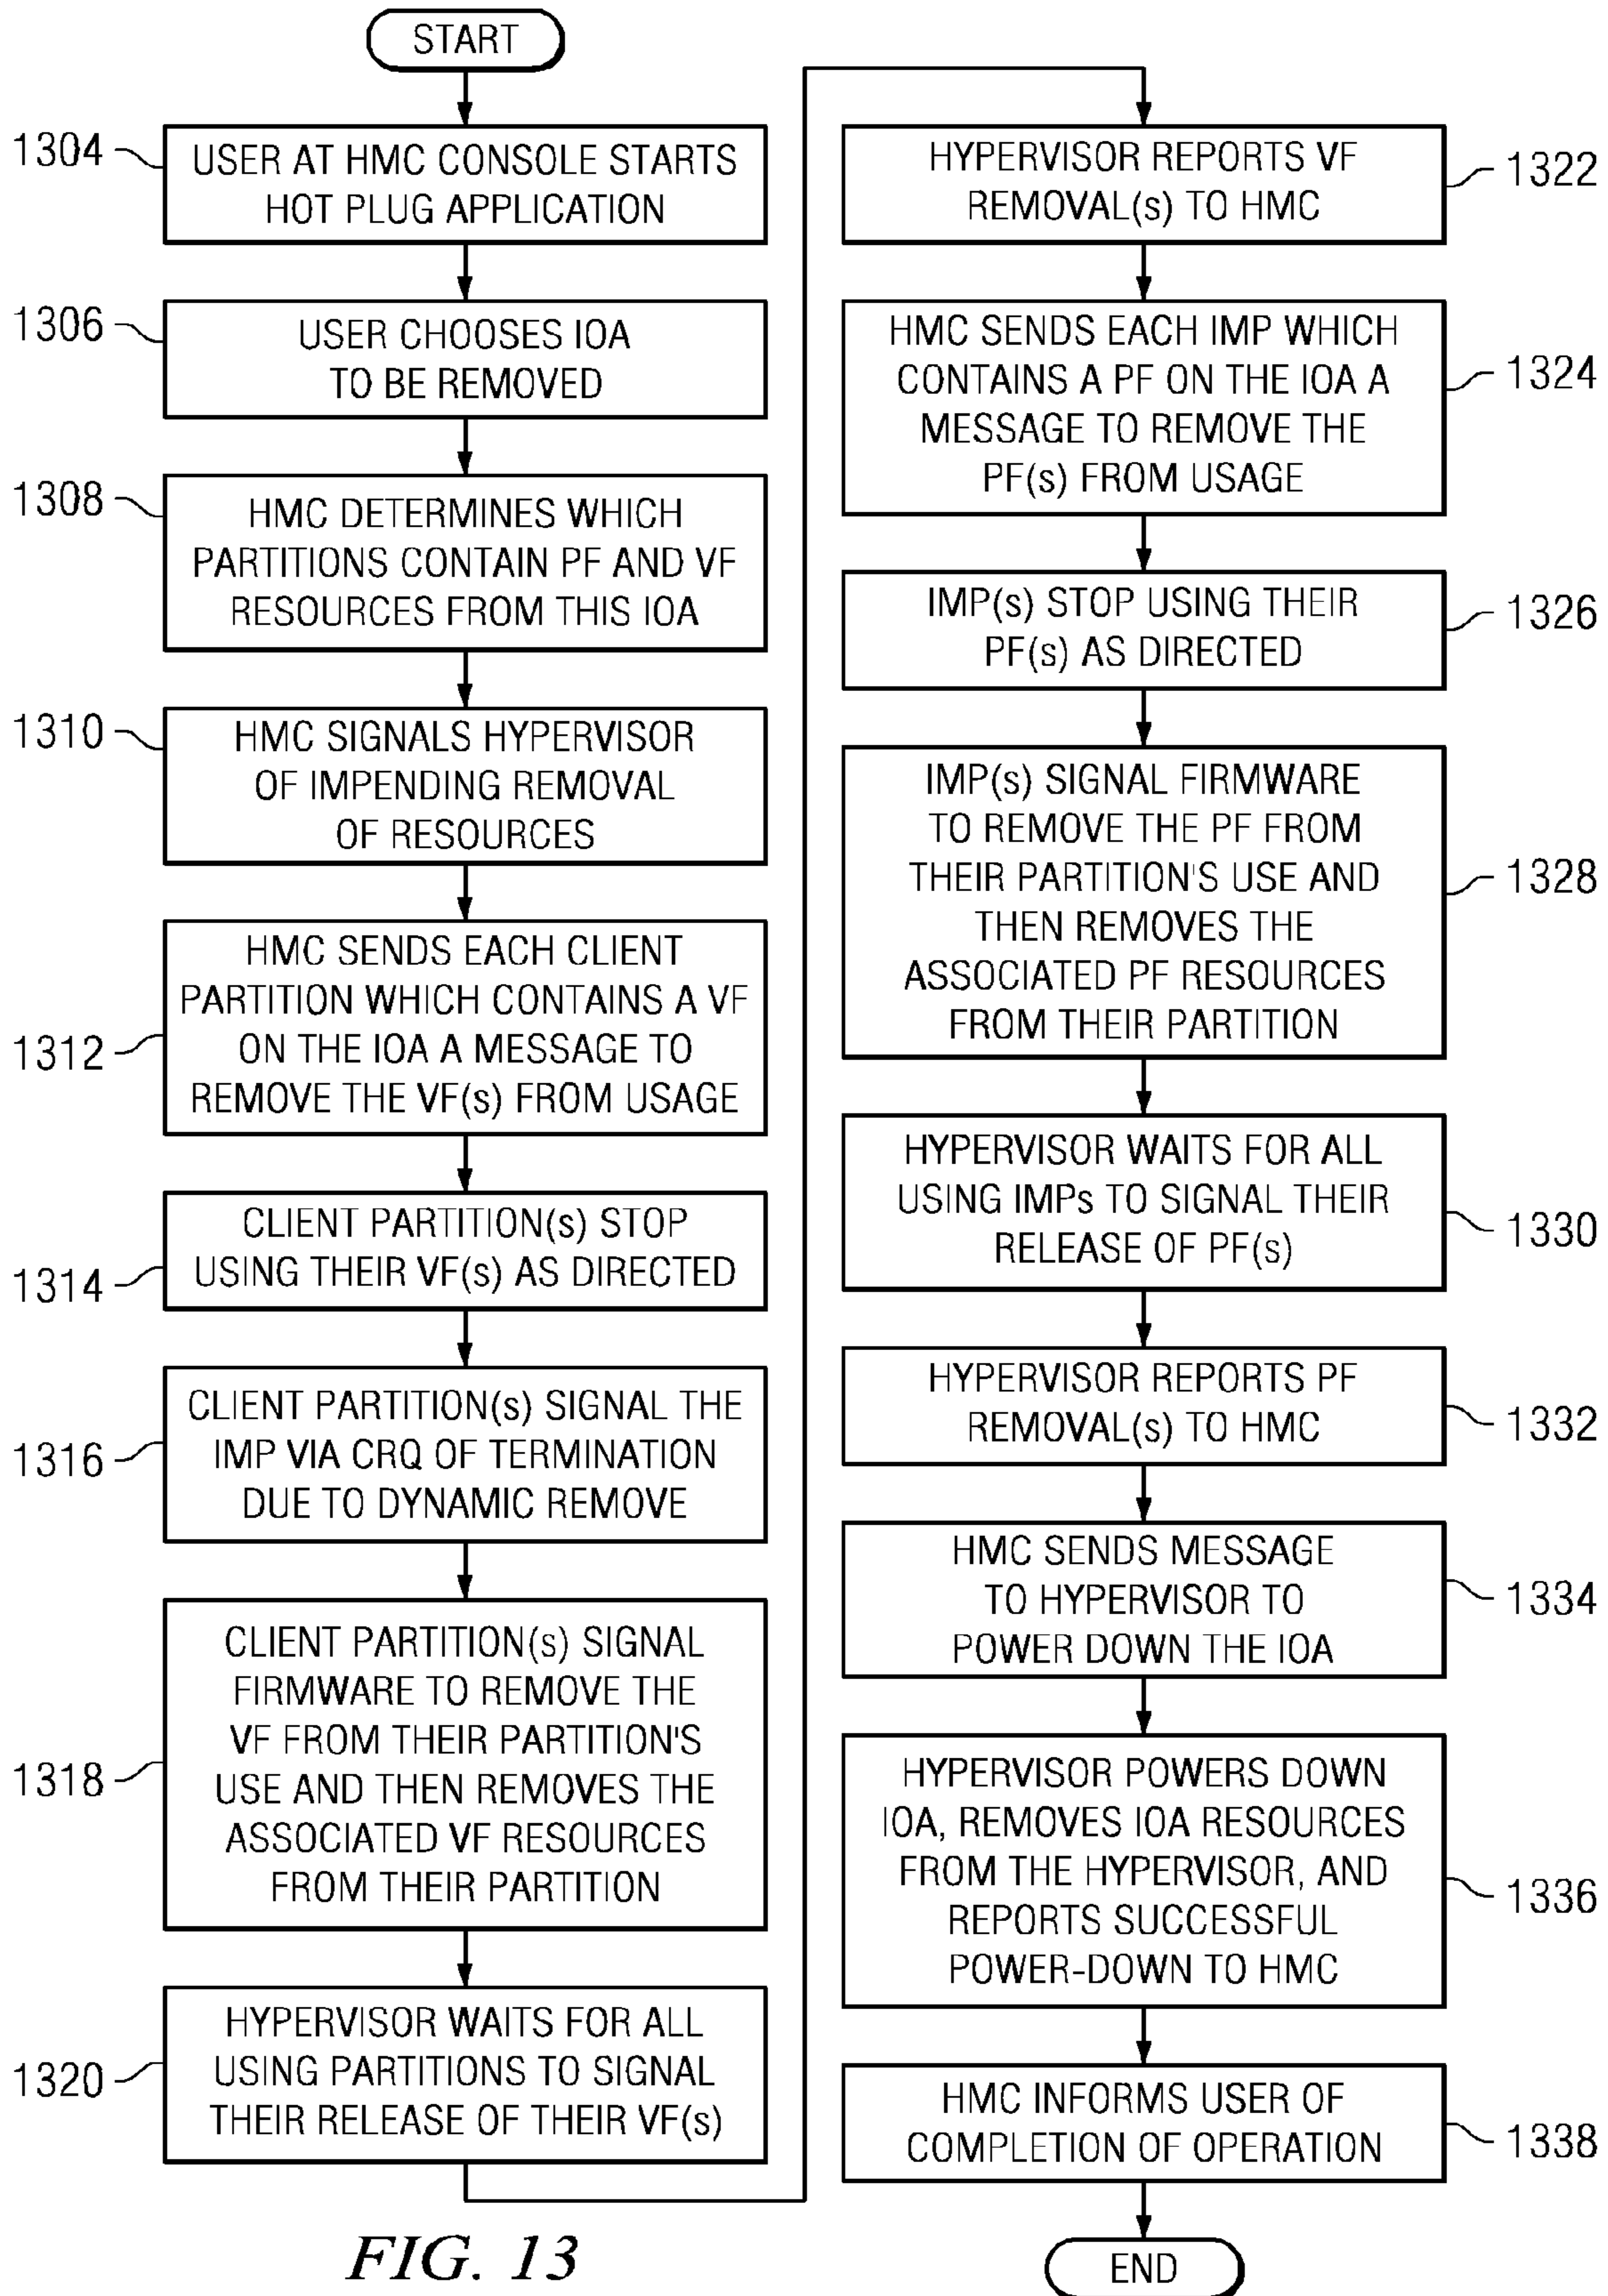 START
1304
USER AT HMC CONSOLE STARTS
HOT PLUG APPLICATION
1306
USER CHOOSES IOA
TO BE REMOVED
1308
HMC DETERMINES WHICH
PARTITIONS CONTAIN PF AND VF
RESOURCES FROM THIS IOA
1310
HMC SIGNALS HYPERVISOR
OF IMPENDING REMOVAL
OF RESOURCES
1312
HMC SENDS EACH CLIENT
PARTITION WHICH CONTAINS A VF
ON THE IOA A MESSAGE TO
REMOVE THE VF(s) FROM USAGE
1314
CLIENT PARTITION(s) STOP
USING THEIR VF(s) AS DIRECTED
1316
CLIENT PARTITION(s) SIGNAL THE
IMP VIA CRQ OF TERMINATION
DUE TO DYNAMIC REMOVE
1318
CLIENT PARTITION(s) SIGNAL
FIRMWARE TO REMOVE THE
VF FROM THEIR PARTITION'S
USE AND THEN REMOVES THE
ASSOCIATED VF RESOURCES
FROM THEIR PARTITION
1320
HYPERVISOR WAITS FOR ALL
USING PARTITIONS TO SIGNAL
THEIR RELEASE OF THEIR VF(s)
HYPERVISOR REPORTS VF
REMOVAL(s) TO HMC
1322
HMC SENDS EACH IMP WHICH
CONTAINS A PF ON THE IOA A
MESSAGE TO REMOVE THE
PF(s) FROM USAGE
1324
IMP(s) STOP USING THEIR
PF(s) AS DIRECTED
1326
IMP(s) SIGNAL FIRMWARE
TO REMOVE THE PF FROM
THEIR PARTITION'S USE AND
THEN REMOVES THE
ASSOCIATED PF RESOURCES
FROM THEIR PARTITION
1328
HYPERVISOR WAITS FOR ALL
USING IMPs TO SIGNAL THEIR
RELEASE OF PF(s)
1330
HYPERVISOR REPORTS PF
REMOVAL(s) TO HMC
1332
HMC SENDS MESSAGE
TO HYPERVISOR TO
POWER DOWN THE IOA
1334
HYPERVISOR POWERS DOWN
IOA, REMOVES IOA RESOURCES
FROM THE HYPERVISOR, AND
REPORTS SUCCESSFUL
POWER-DOWN TO HMC
1336
HMC INFORMS USER OF
COMPLETION OF OPERATION
1338
END
FIG. 13